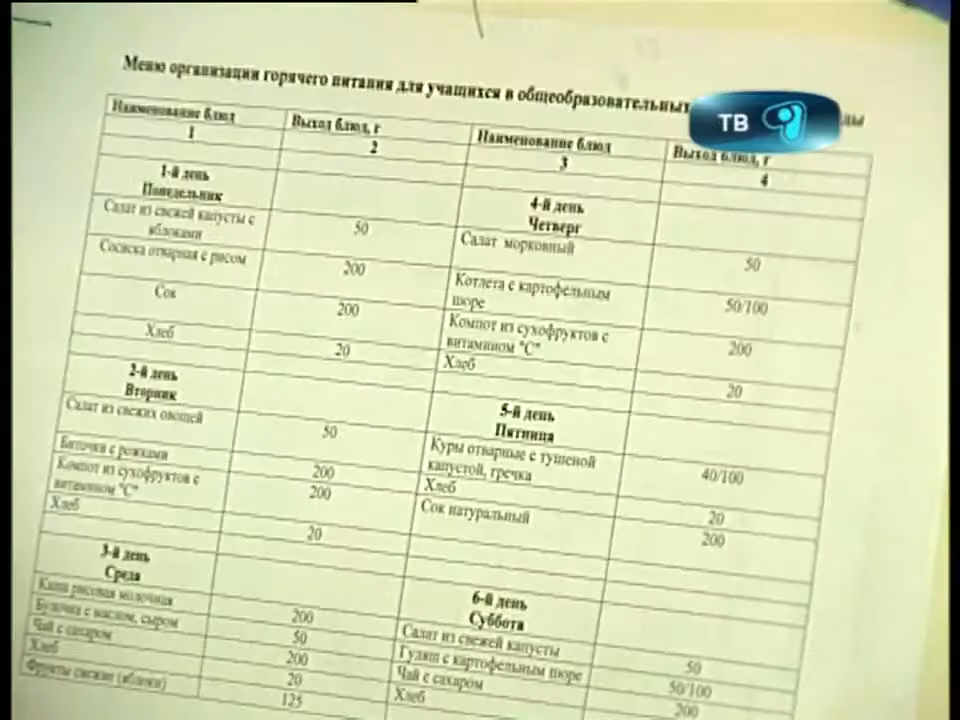 Меню организации горячего питания для учащихся в общеобразовательных
ТВ
Наименование блюд Выход блюд, г Наименование блюд Выход блюд, г
1 2 3 4
1-й день
Понедельник
Салат из свежей капусты с
яблоками 50
Сосиска отварная с рисом 200
Сок 200
Хлеб 20
2-й день
Вторник
Салат из свежих овощей 50
Биточки с рожками 200
Компот из сухофруктов с
витамином "С" 200
Хлеб 20
3-й день
Среда
Каша рисовая молочная 200
Булочка с маслом, сыром 50
Чай с сахаром 200
Хлеб 20
Фрукты свежие (яблоки) 125
4-й день
Четверг
Салат морковный 50
Котлета с картофельным
пюре 50/100
Компот из сухофруктов с
витамином "С" 200
Хлеб 20
5-й день
Пятница
Куры отварные с тушеной
капустой, гречка 40/100
Хлеб 20
Сок натуральный 200
6-й день
Суббота
Салат из свежей капусты 50
Гуляш с картофельным пюре 50/100
Чай с сахаром 200
Хлеб